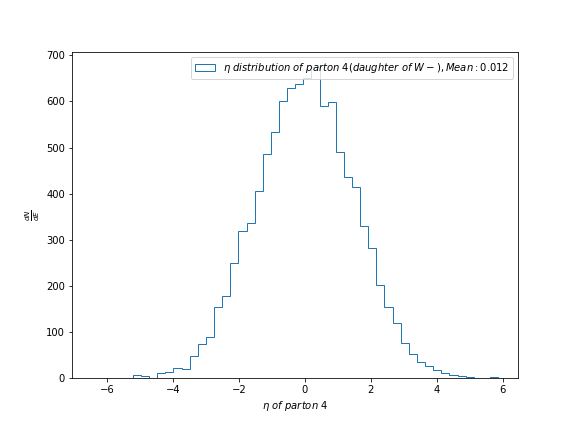 700
η distribution of parton 4(daughter of W−), Mean: 0.012
600
500
400
dN
dE
300
200
100
0
−6 −4 −2 0 2 4 6
η of parton 4